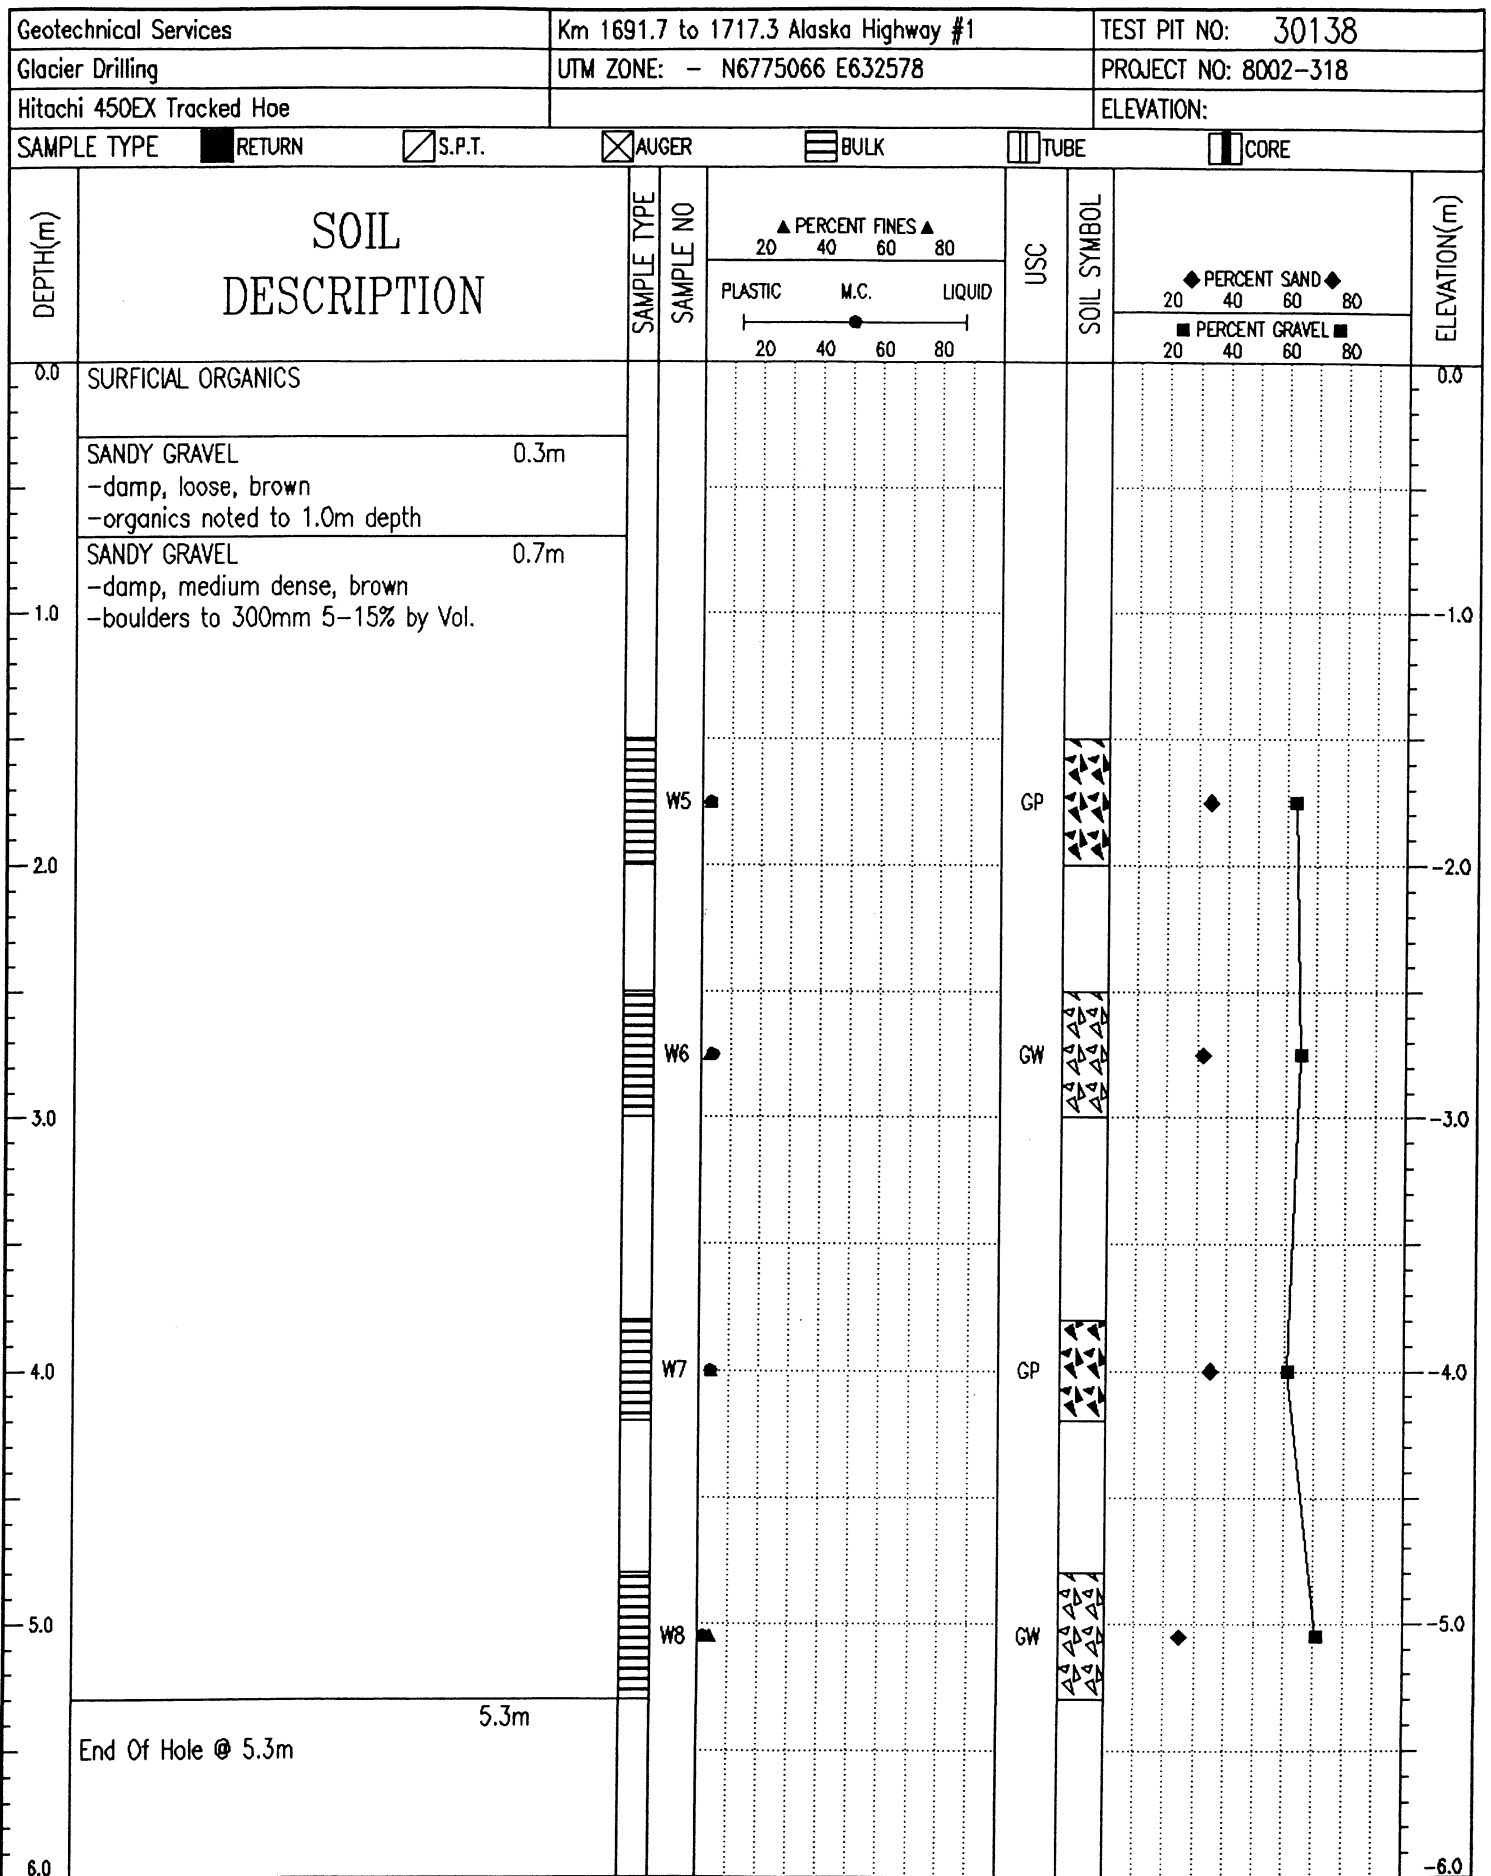 Geotechnical Services
Km 1691.7 to 1717.3 Alaska Highway #1
TEST PIT NO: 30138
Glacier Drilling
UTM ZONE: - N6775066 E632578
PROJECT NO: 8002-318
Hitachi 450EX Tracked Hoe
ELEVATION:
SAMPLE TYPE RETURN S.P.T. AUGER BULK TUBE CORE
DEPTH(m)
SOIL
DESCRIPTION
SAMPLE TYPE
SAMPLE NO
▲ PERCENT FINES ▲
20 40 60 80
PLASTIC M.C. LIQUID
20 40 60 80
USC
SOIL SYMBOL
◆ PERCENT SAND ◆
20 40 60 80
■ PERCENT GRAVEL ■
20 40 60 80
ELEVATION(m)
0.0
SURFICIAL ORGANICS
0.0
SANDY GRAVEL 0.3m
-damp, loose, brown
-organics noted to 1.0m depth
SANDY GRAVEL 0.7m
-damp, medium dense, brown
1.0
-boulders to 300mm 5-15% by Vol.
-1.0
W5
GP
2.0
-2.0
W6
GW
3.0
-3.0
4.0
W7
GP
-4.0
5.0
W8
GW
-5.0
5.3m
End Of Hole @ 5.3m
6.0
-6.0